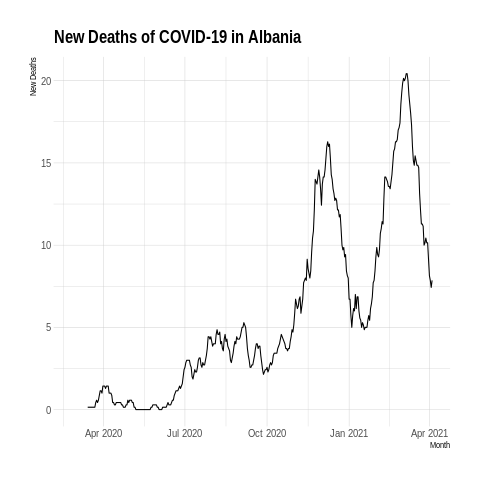 New Deaths of COVID-19 in Albania
New Deaths
20
15
10
5
0
Apr 2020 Jul 2020 Oct 2020 Jan 2021 Apr 2021
Month